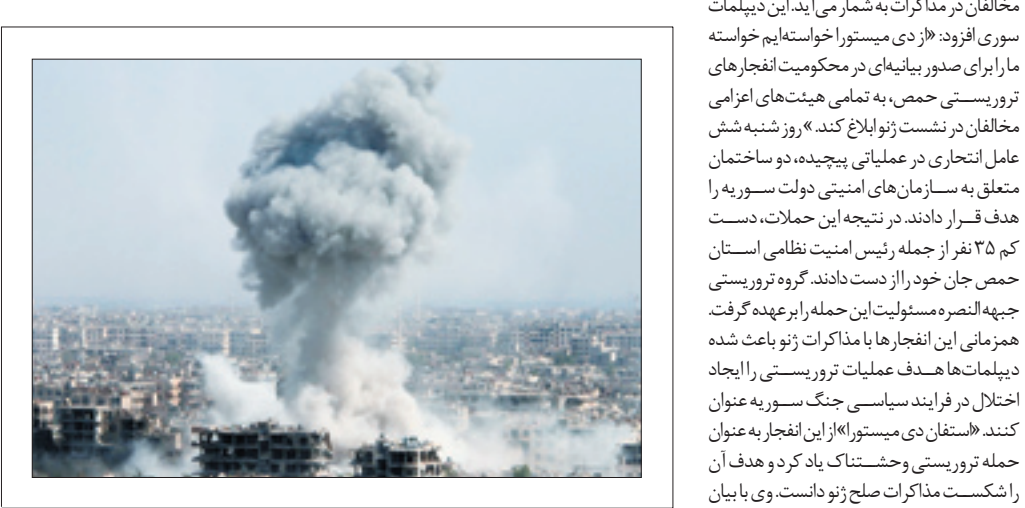 مخالفان در مذاکرات به شمار می‌آید. این دیپلمات
سوری افزود: «از دی میستورا خواسته‌ایم خواسته
ما را برای صدور بیانیه‌ای در محکومیت انفجارهای
تروریستی حمص، به تمامی هیئت‌های اعزامی
مخالفان در نشست ژنو ابلاغ کند.» روز شنبه شش
عامل انتحاری در عملیاتی پیچیده، دو ساختمان
متعلق به سازمان‌های امنیتی دولت سوریه را
هدف قرار دادند. در نتیجه این حملات، دست
کم ۳۵ نفر از جمله رئیس امنیت نظامی استان
حمص جان خود را از دست دادند. گروه تروریستی
جبهه النصره مسئولیت این حمله را برعهده گرفت.
همزمانی این انفجارها با مذاکرات ژنو باعث شده
دیپلمات‌ها هدف عملیات تروریستی را ایجاد
اختلال در فرایند سیاسی جنگ سوریه عنوان
کنند. «استفان دی میستورا» از این انفجار به عنوان
حمله تروریستی وحشتناک یاد کرد و هدف آن
را شکست مذاکرات صلح ژنو دانست. وی با بیان